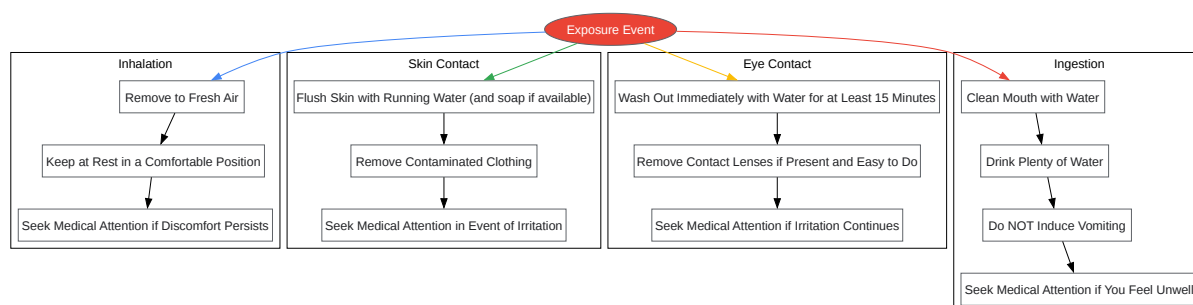 Exposure Event
Inhalation
Remove to Fresh Air
Keep at Rest in a Comfortable Position
Seek Medical Attention if Discomfort Persists
Skin Contact
Flush Skin with Running Water (and soap if available)
Remove Contaminated Clothing
Seek Medical Attention in Event of Irritation
Eye Contact
Wash Out Immediately with Water for at Least 15 Minutes
Remove Contact Lenses if Present and Easy to Do
Seek Medical Attention if Irritation Continues
Ingestion
Clean Mouth with Water
Drink Plenty of Water
Do NOT Induce Vomiting
Seek Medical Attention if You Feel Unwell